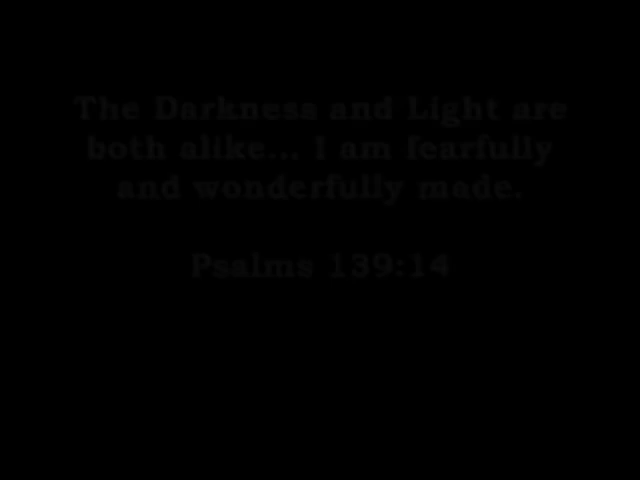 The Darkness and Light are
both alike... I am fearfully
and wonderfully made.
Psalms 139:14